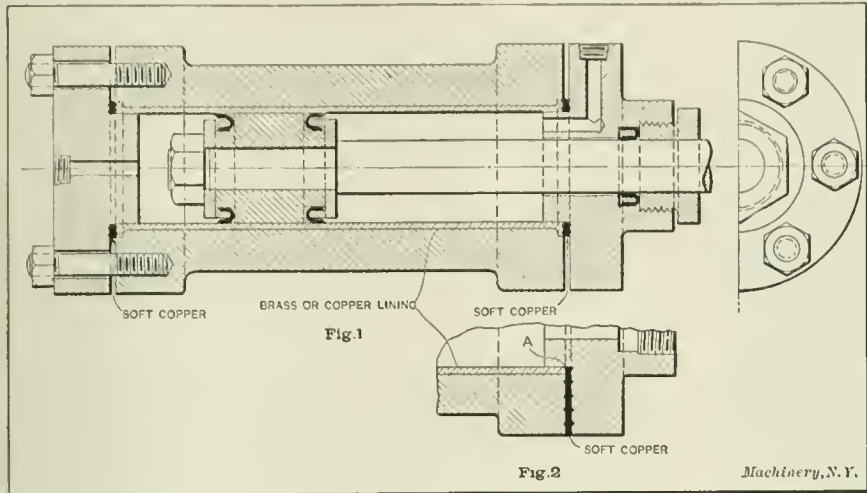 SOFT COPPER
BRASS OR COPPER LINING
SOFT COPPER
Fig.1
A
SOFT COPPER
Fig.2
Machinery, N.Y.